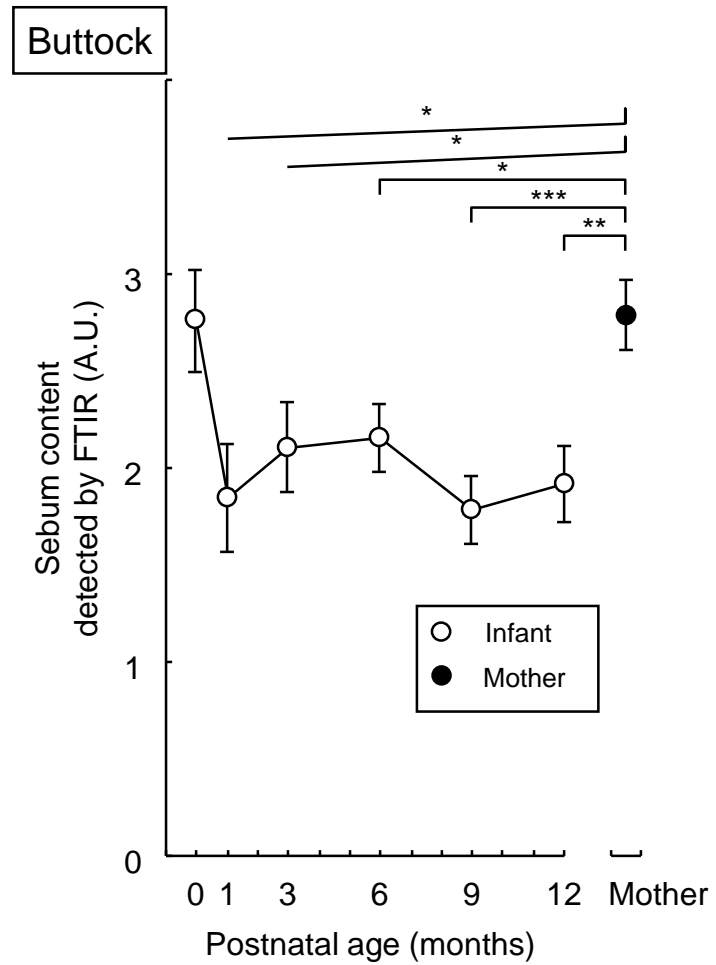 Buttock
*
*
*
***
**
3
2
1
0
Sebum content
detected by FTIR (A.U.)
Infant
Mother
0 1 3 6 9 12 Mother
Postnatal age (months)